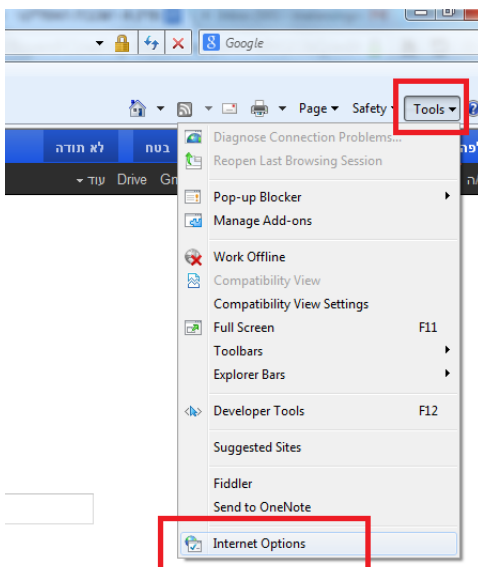 Google
Page Safety Tools
לא תודה בטח
עוד Drive
Diagnose Connection Problems...
Reopen Last Browsing Session
Pop-up Blocker
Manage Add-ons
Work Offline
Compatibility View
Compatibility View Settings
Full Screen F11
Toolbars
Explorer Bars
Developer Tools F12
Suggested Sites
Fiddler
Send to OneNote
Internet Options